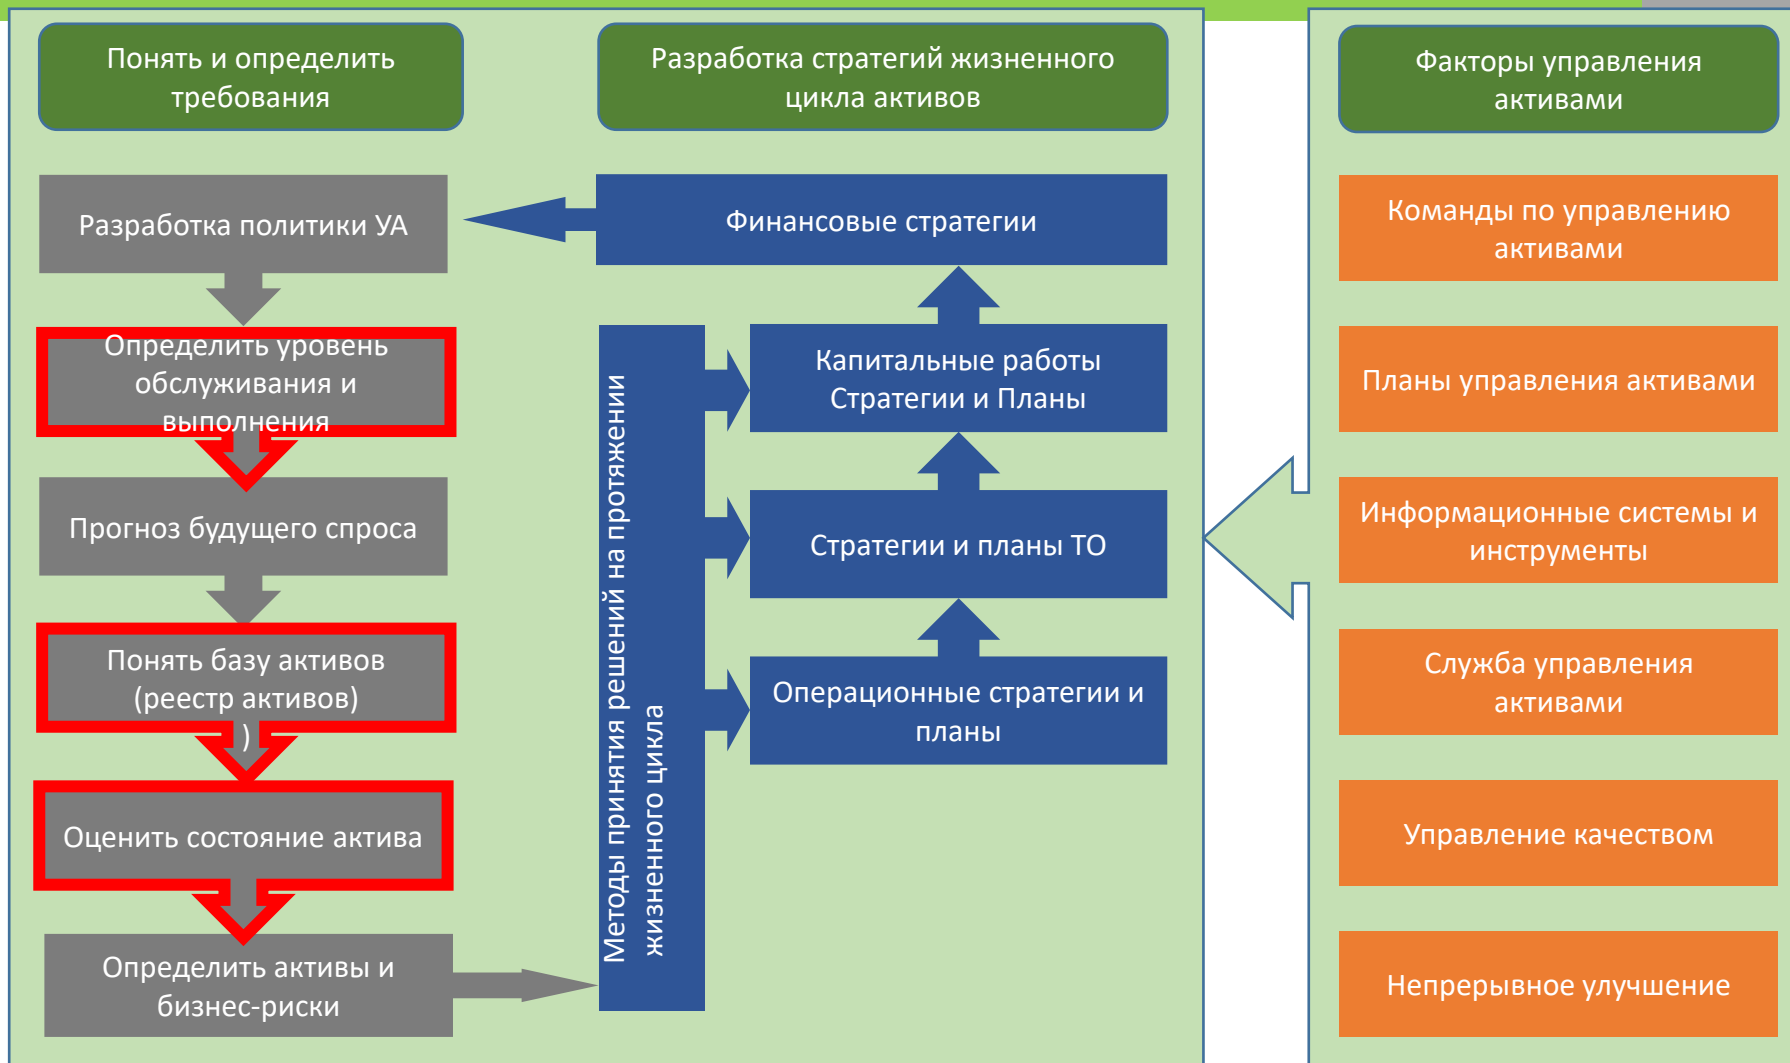 Понять и определить
требования
Разработка политики УА
Определить уровень
обслуживания и
выполнения
Прогноз будущего спроса
Понять базу активов
(реестр активов)
)
Оценить состояние актива
Определить активы и
бизнес-риски
Разработка стратегий жизненного
цикла активов
Финансовые стратегии
Методы принятия решений на протяжении
жизненного цикла
Капитальные работы
Стратегии и Планы
Стратегии и планы ТО
Операционные стратегии и
планы
Факторы управления
активами
Команды по управлению
активами
Планы управления активами
Информационные системы и
инструменты
Служба управления
активами
Управление качеством
Непрерывное улучшение